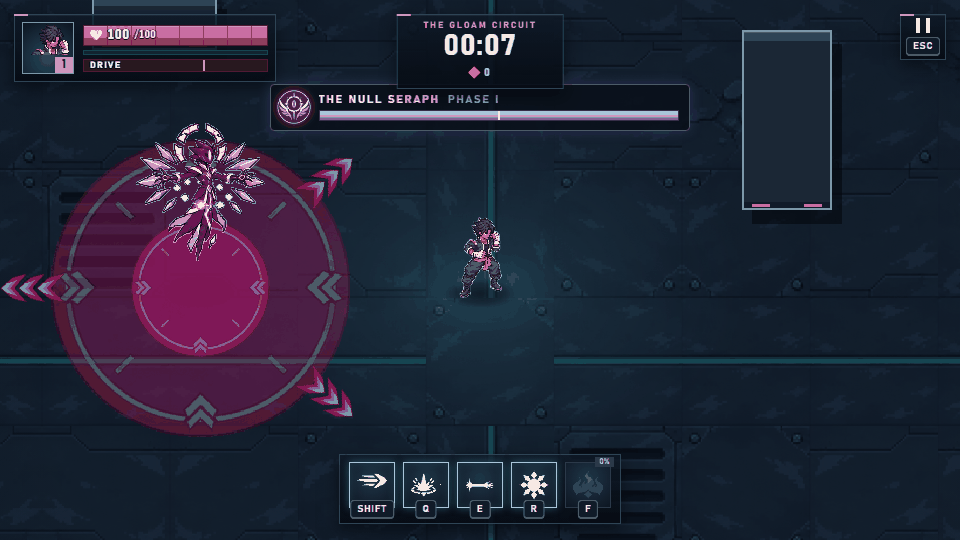 100 /100
1
DRIVE
THE GLOAM CIRCUIT
00:07
0
ESC
THE NULL SERAPH PHASE I
0%
SHIFT
Q
E
R
F